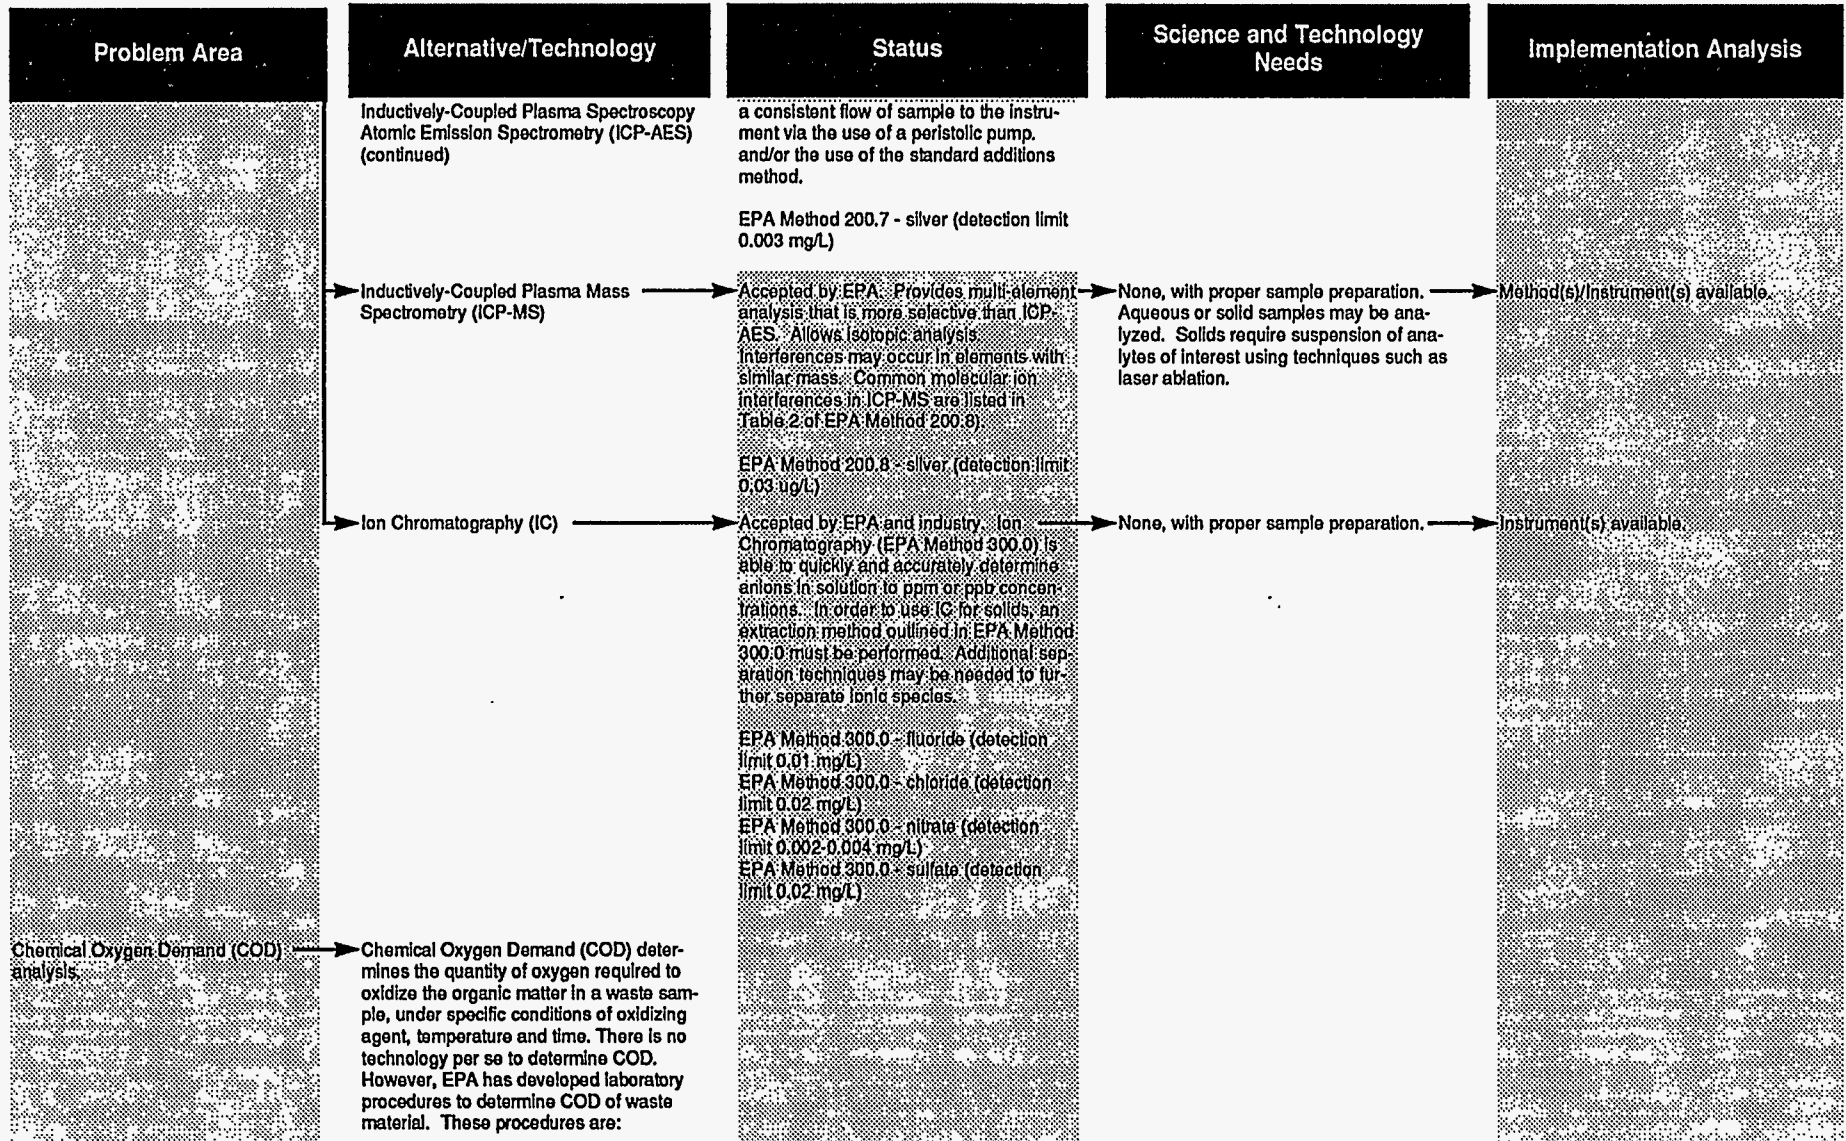 Problem Area
Alternative/Technology
Status
Science and Technology
Needs
Implementation Analysis
Inductively-Coupled Plasma Spectroscopy
Atomic Emission Spectrometry (ICP-AES)
(continued)
a consistent flow of sample to the instru-
ment via the use of a peristolic pump.
and/or the use of the standard additions
method.
EPA Method 200.7 - silver (detection limit
0.003 mg/L)
Inductively-Coupled Plasma Mass
Spectrometry (ICP-MS)
Accepted by EPA. Provides multi-element
analysis that is more selective than ICP-
AES. Allows isotopic analysis.
Interferences may occur in elements with
similar mass. Common molecular ion
interferences in ICP-MS are listed in
Table 2 of EPA Method 200.8).
EPA Method 200.8 - silver (detection limit
0.03 ug/L)
None, with proper sample preparation.
Aqueous or solid samples may be ana-
lyzed. Solids require suspension of ana-
lytes of interest using techniques such as
laser ablation.
Method(s)/Instrument(s) available.
Ion Chromatography (IC)
Accepted by EPA and industry. Ion
Chromatography (EPA Method 300.0) is
able to quickly and accurately determine
anions in solution to ppm or ppb concen-
trations. In order to use IC for solids, an
extraction method outlined in EPA Method
300.0 must be performed. Additional sep-
aration techniques may be needed to fur-
ther separate ionic species.
EPA Method 300.0 - fluoride (detection
limit 0.01 mg/L)
EPA Method 300.0 - chloride (detection
limit 0.02 mg/L)
EPA Method 300.0 - nitrate (detection
limit 0.002-0.004 mg/L)
EPA Method 300.0 - sulfate (detection
limit 0.02 mg/L)
None, with proper sample preparation.
Instrument(s) available.
Chemical Oxygen Demand (COD)
analysis.
Chemical Oxygen Demand (COD) deter-
mines the quantity of oxygen required to
oxidize the organic matter in a waste sam-
ple, under specific conditions of oxidizing
agent, temperature and time. There is no
technology per se to determine COD.
However, EPA has developed laboratory
procedures to determine COD of waste
material. These procedures are: